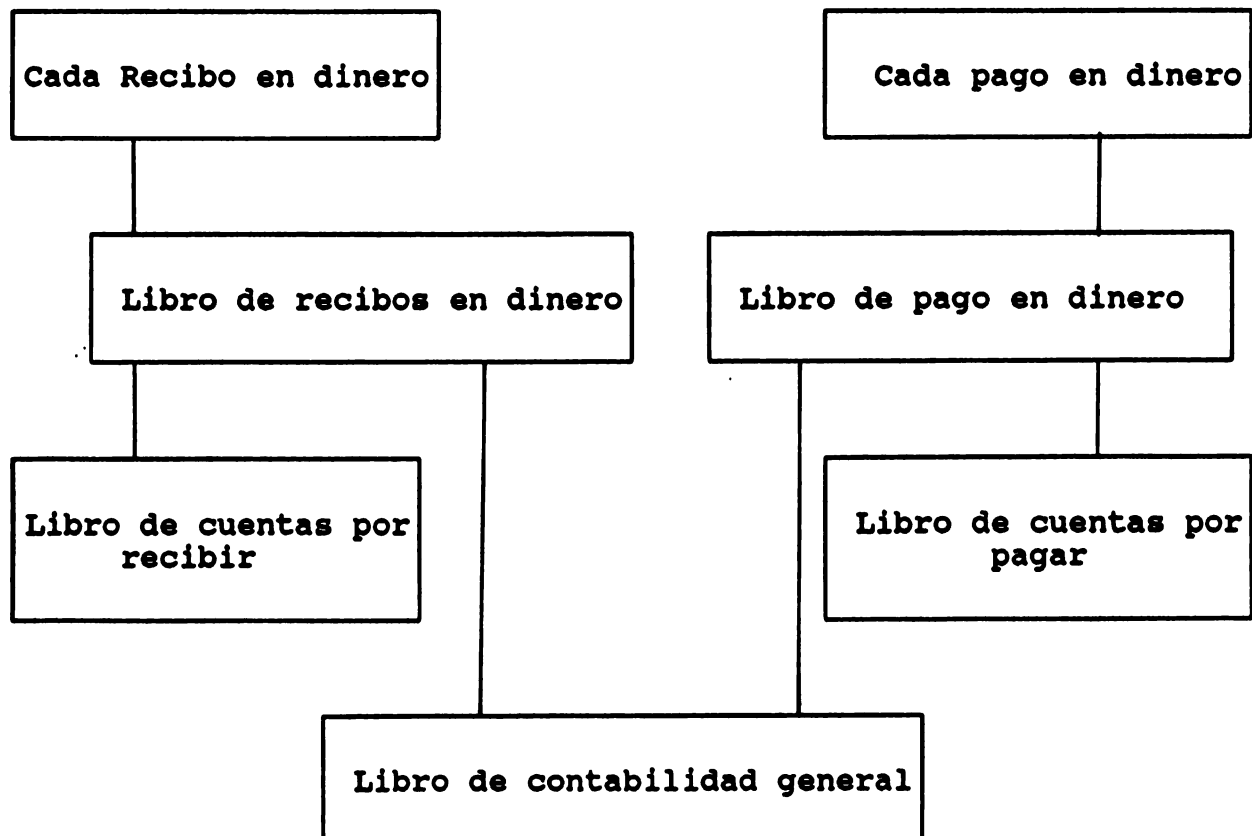 Cada Recibo en dinero
Cada pago en dinero
Libro de recibos en dinero
Libro de pago en dinero
Libro de cuentas por
recibir
Libro de cuentas por
pagar
Libro de contabilidad general